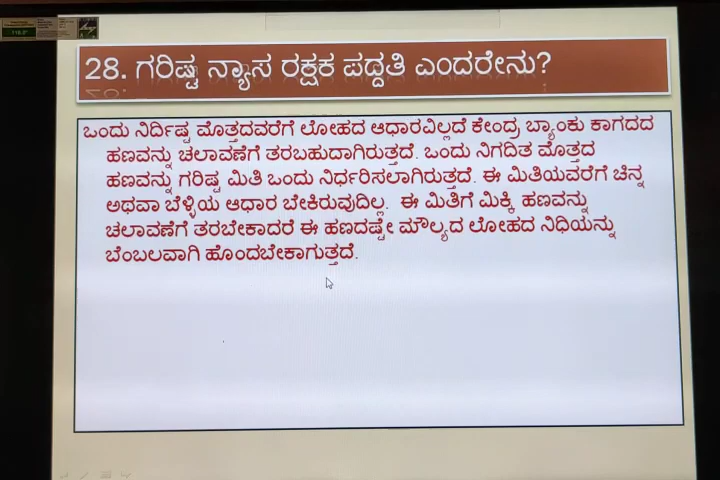 28. ಗರಿಷ್ಟ ನ್ಯಾಸ ರಕ್ಷಕ ಪದ್ದತಿ ಎಂದರೇನು?
ಒಂದು ನಿರ್ದಿಷ್ಟ ಮೊತ್ತದವರೆಗೆ ಲೋಹದ ಆಧಾರವಿಲ್ಲದೆ ಕೇಂದ್ರ ಬ್ಯಾಂಕು ಕಾಗದದ
ಹಣವನ್ನು ಚಲಾವಣೆಗೆ ತರಬಹುದಾಗಿರುತ್ತದೆ. ಒಂದು ನಿಗದಿತ ಮೊತ್ತದ
ಹಣವನ್ನು ಗರಿಷ್ಟ ಮಿತಿ ಒಂದು ನಿರ್ಧರಿಸಲಾಗಿರುತ್ತದೆ. ಈ ಮಿತಿಯವರೆಗೆ ಚಿನ್ನ
ಅಥವಾ ಬೆಳ್ಳಿಯ ಆಧಾರ ಬೇಕಿರುವುದಿಲ್ಲ. ಈ ಮಿತಿಗೆ ಮಿಕ್ಕಿ ಹಣವನ್ನು
ಚಲಾವಣೆಗೆ ತರಬೇಕಾದರೆ ಈ ಹಣದಷ್ಟೇ ಮೌಲ್ಯದ ಲೋಹದ ನಿಧಿಯನ್ನು
ಬೆಂಬಲವಾಗಿ ಹೊಂದಬೇಕಾಗುತ್ತದೆ.